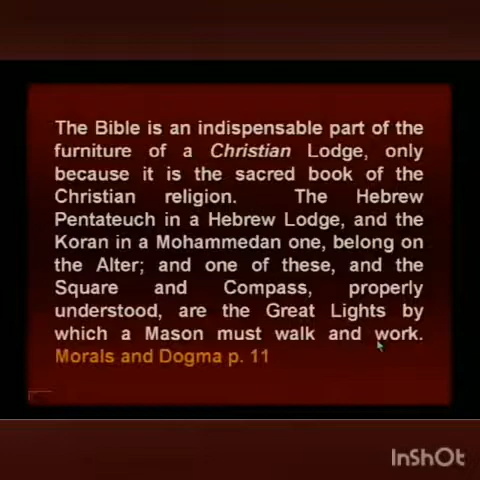 The Bible is an indispensable part of the
furniture of a Christian Lodge, only
because it is the sacred book of the
Christian religion. The Hebrew
Pentateuch in a Hebrew Lodge, and the
Koran in a Mohammedan one, belong on
the Alter; and one of these, and the
Square and Compass, properly
understood, are the Great Lights by
which a Mason must walk and work.
Morals and Dogma p. 11
InShOt